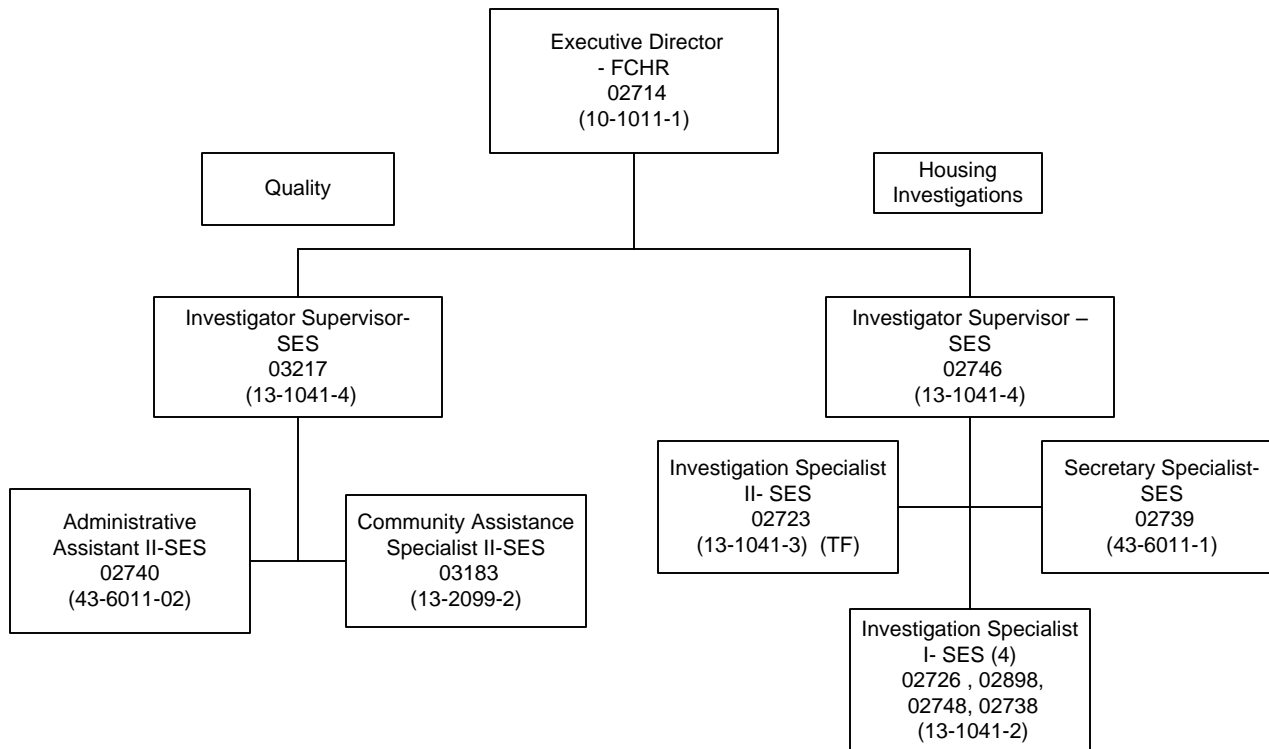 Executive Director
- FCHR
02714
(10-1011-1)
Quality
Housing
Investigations
Investigator Supervisor-
SES
03217
(13-1041-4)
Investigator Supervisor –
SES
02746
(13-1041-4)
Administrative
Assistant II-SES
02740
(43-6011-02)
Community Assistance
Specialist II-SES
03183
(13-2099-2)
Investigation Specialist
II- SES
02723
(13-1041-3)  (TF)
Secretary Specialist-
SES
02739
(43-6011-1)
Investigation Specialist
I- SES (4)
02726 , 02898,
02748, 02738
(13-1041-2)